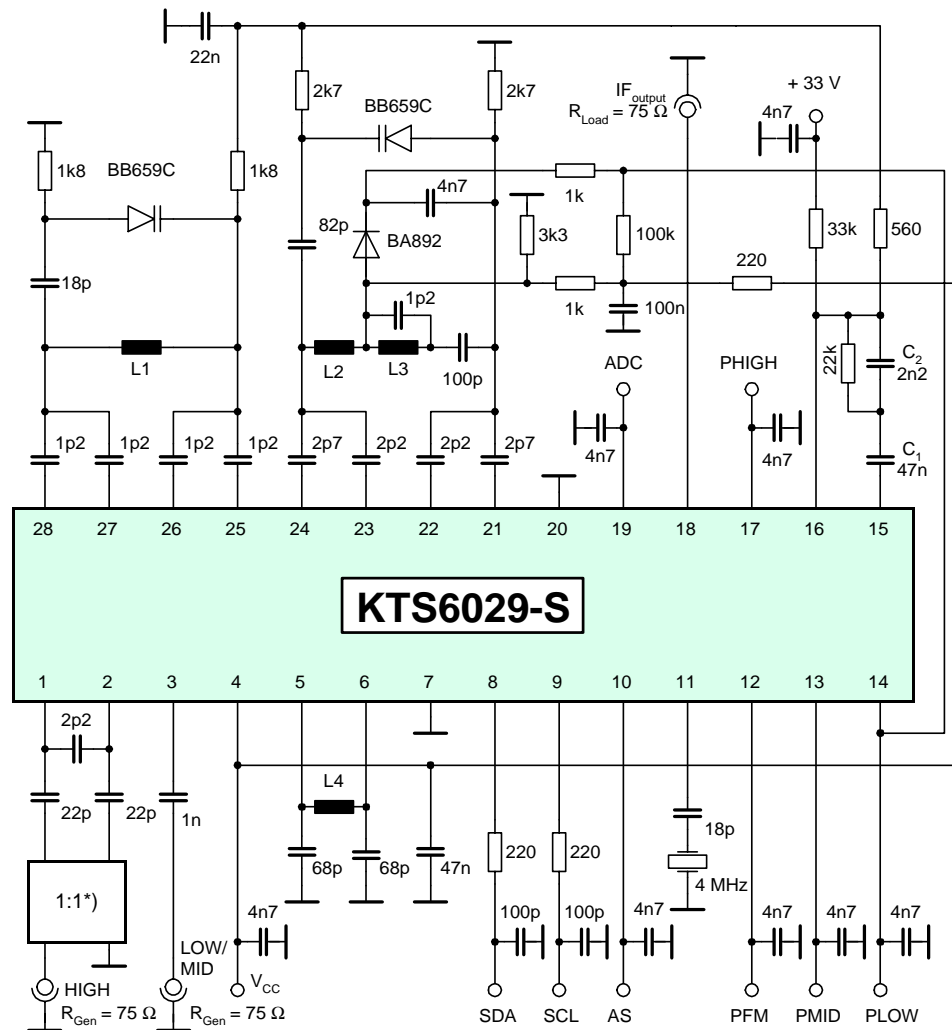 22n
2k7
2k7
IF output
R Load = 75 Ω
+ 33 V
4n7
BB659C
1k8
BB659C
1k8
4n7
1k
82p
BA892
3k3
100k
33k
560
220
18p
1p2
1k
100n
L1
L2
L3
100p
ADC
PHIGH
22k
C2
2n2
1p2
1p2
1p2
1p2
2p7
2p2
2p2
2p7
4n7
4n7
C1
47n
28 27 26 25 24 23 22 21 20 19 18 17 16 15
KTS6029-S
1 2 3 4 5 6 7 8 9 10 11 12 13 14
2p2
22p
22p
1n
L4
68p
68p
47n
220
220
18p
4 MHz
1:1*)
4n7
100p
100p
4n7
4n7
4n7
4n7
LOW/
MID
HIGH
VCC
R Gen = 75 Ω
R Gen = 75 Ω
SDA
SCL
AS
PFM
PMID
PLOW